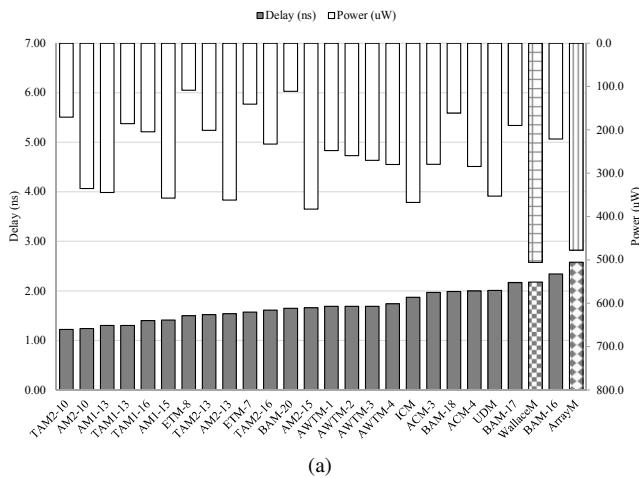 Delay (ns) Power (uW)
7.00 0.0
6.00 100.0
5.00 200.0
4.00 300.0
3.00 400.0
2.00 500.0
1.00 600.0
0.00 700.0
800.0
Delay (ns)
Power (uW)
TAM2-10
AM2-10
AM1-13
TAM1-13
TAM1-16
AM1-15
ETM-8
TAM2-13
AM2-13
ETM-7
TAM2-16
BAM-20
AM2-15
AWTM-1
AWTM-2
AWTM-3
AWTM-4
ICM
ACM-3
BAM-18
ACM-4
UDM
BAM-17
WallaceM
BAM-16
ArrayM
(a)